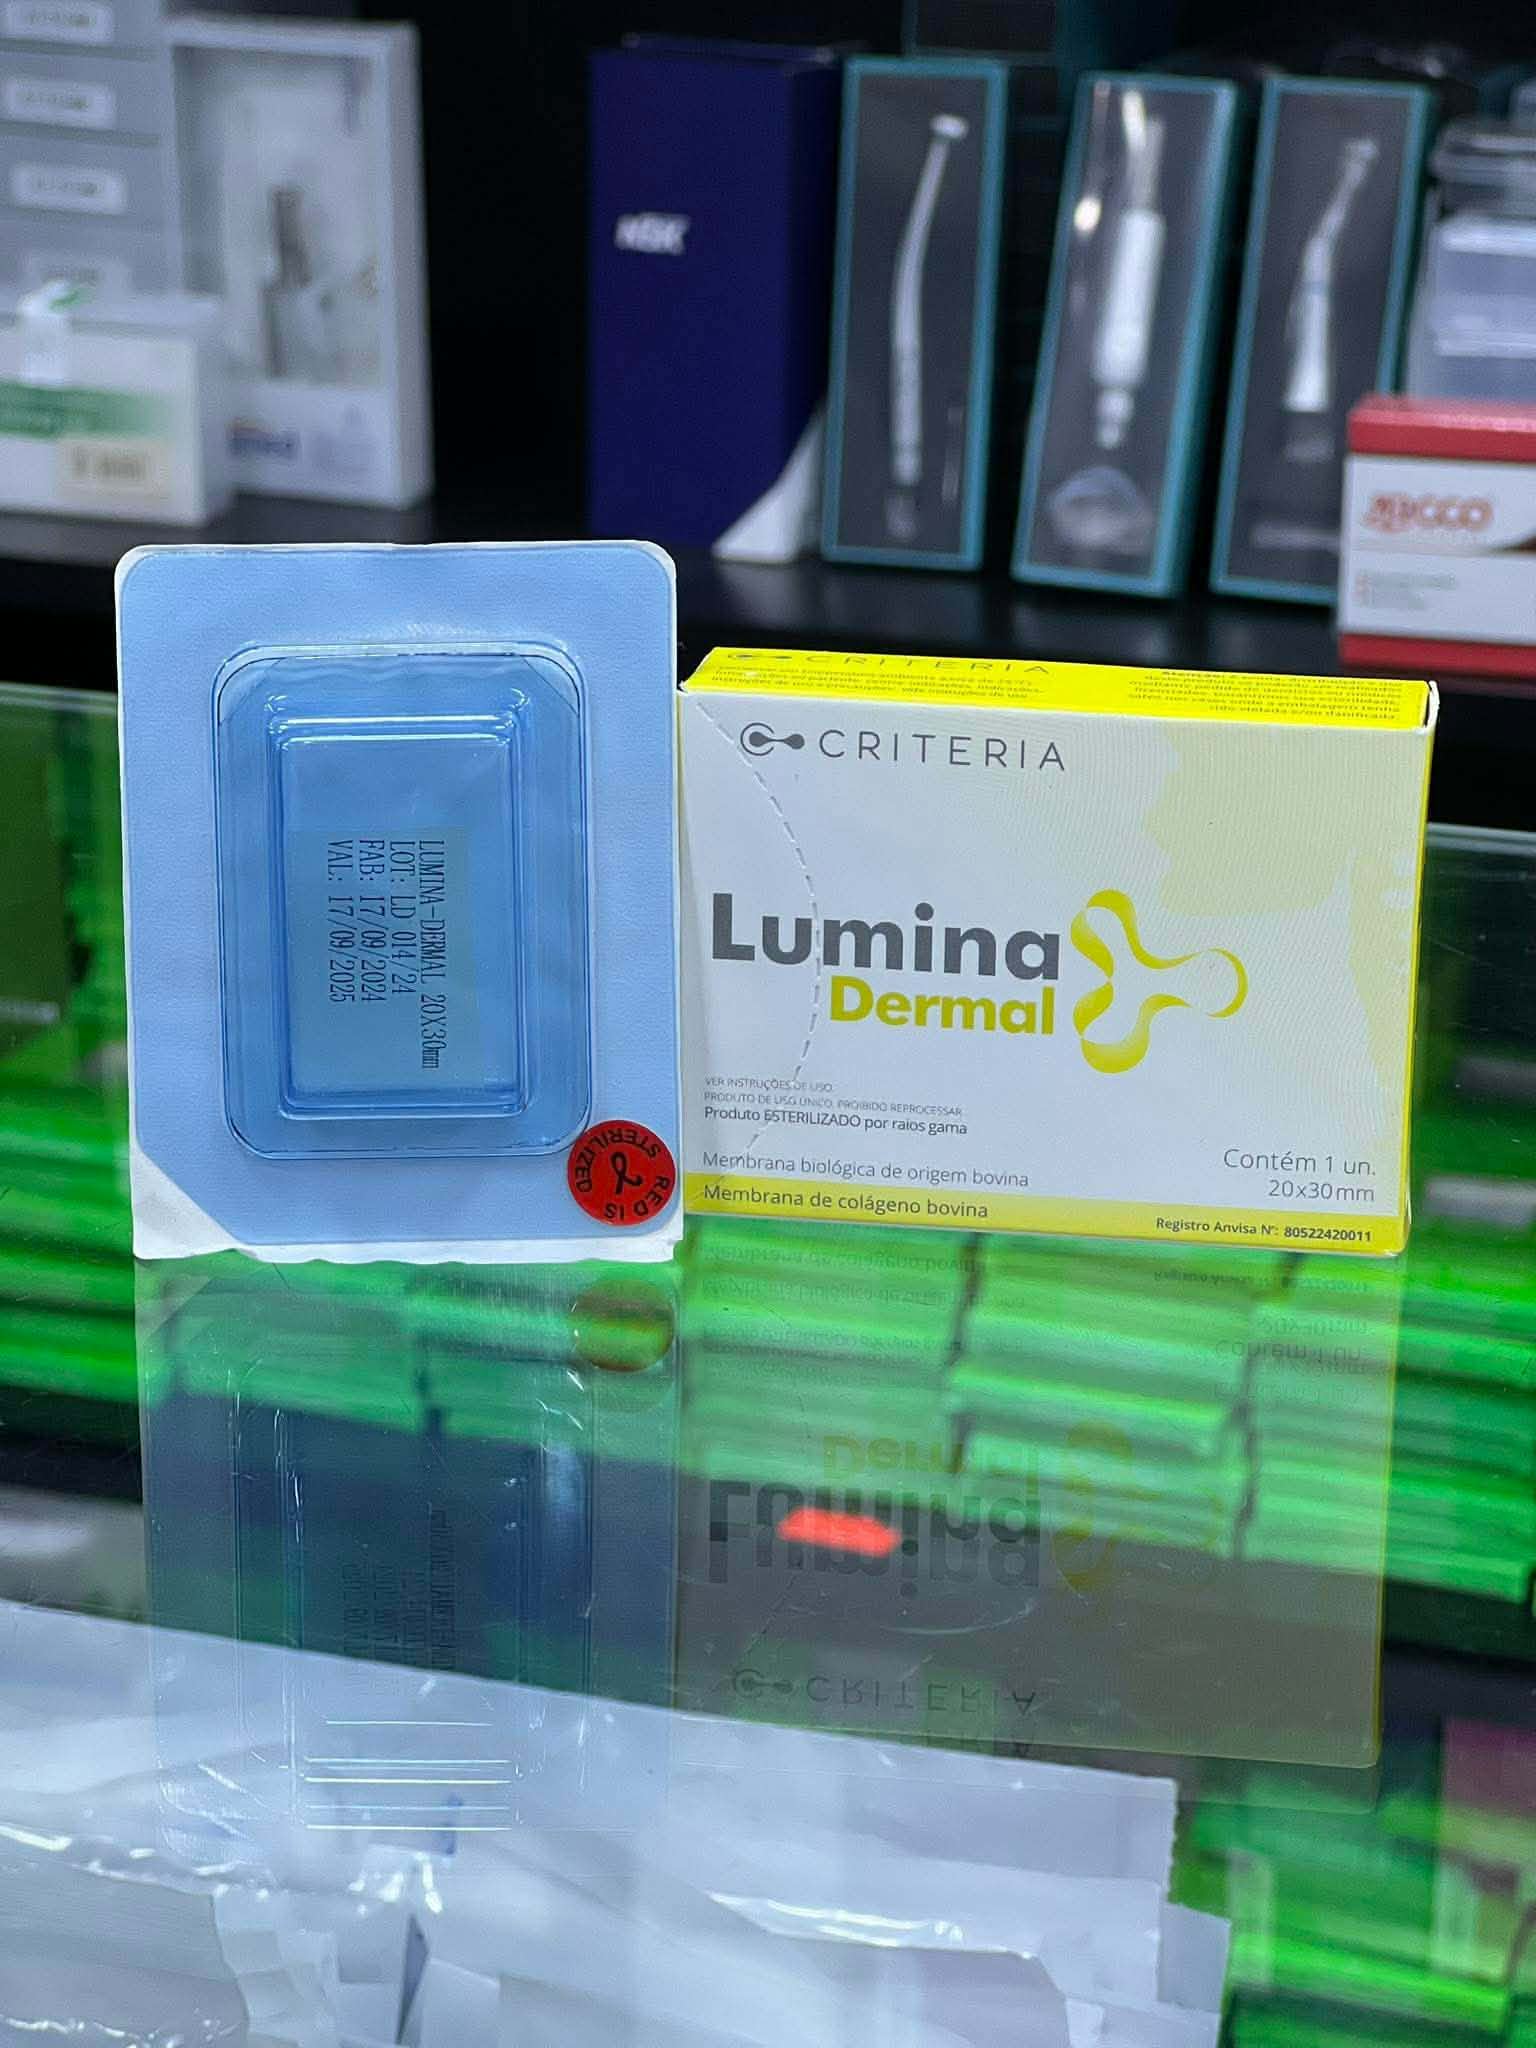 NSK
LUMINA-DERMAL 20X30mm
LOT: LD 014/24
FAB: 17/09/2024
VAL: 17/09/2025
STERILIZED
RED IS
CRITERIA
CRITERIA
Lumina
Dermal
VER INSTRUÇÕES DE USO.
PRODUTO DE USO ÚNICO. PROIBIDO REPROCESSAR.
Produto ESTERILIZADO por raios gama
Membrana biológica de origem bovina
Membrana de colágeno bovina
Contém 1 un.
20x30mm
Registro Anvisa Nº: 80522420011